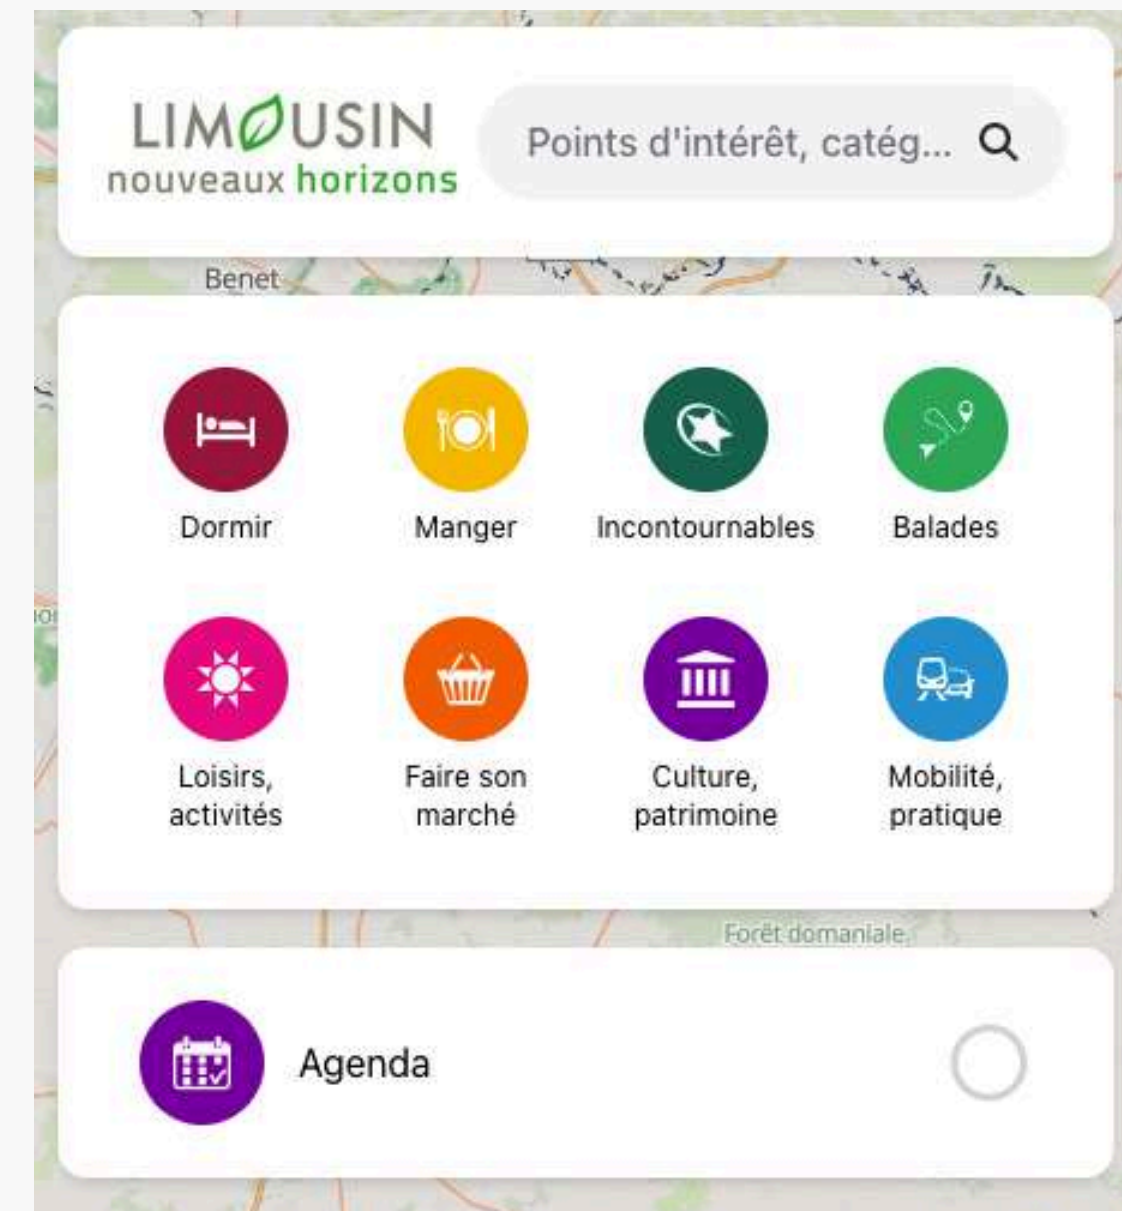 LIMOUSIN
nouveaux horizons
Points d'intérêt, catég...
Benet
Dormir
Manger
Incontournables
Balades
Loisirs,
activités
Faire son
marché
Culture,
patrimoine
Mobilité,
pratique
Forêt domaniale
Agenda